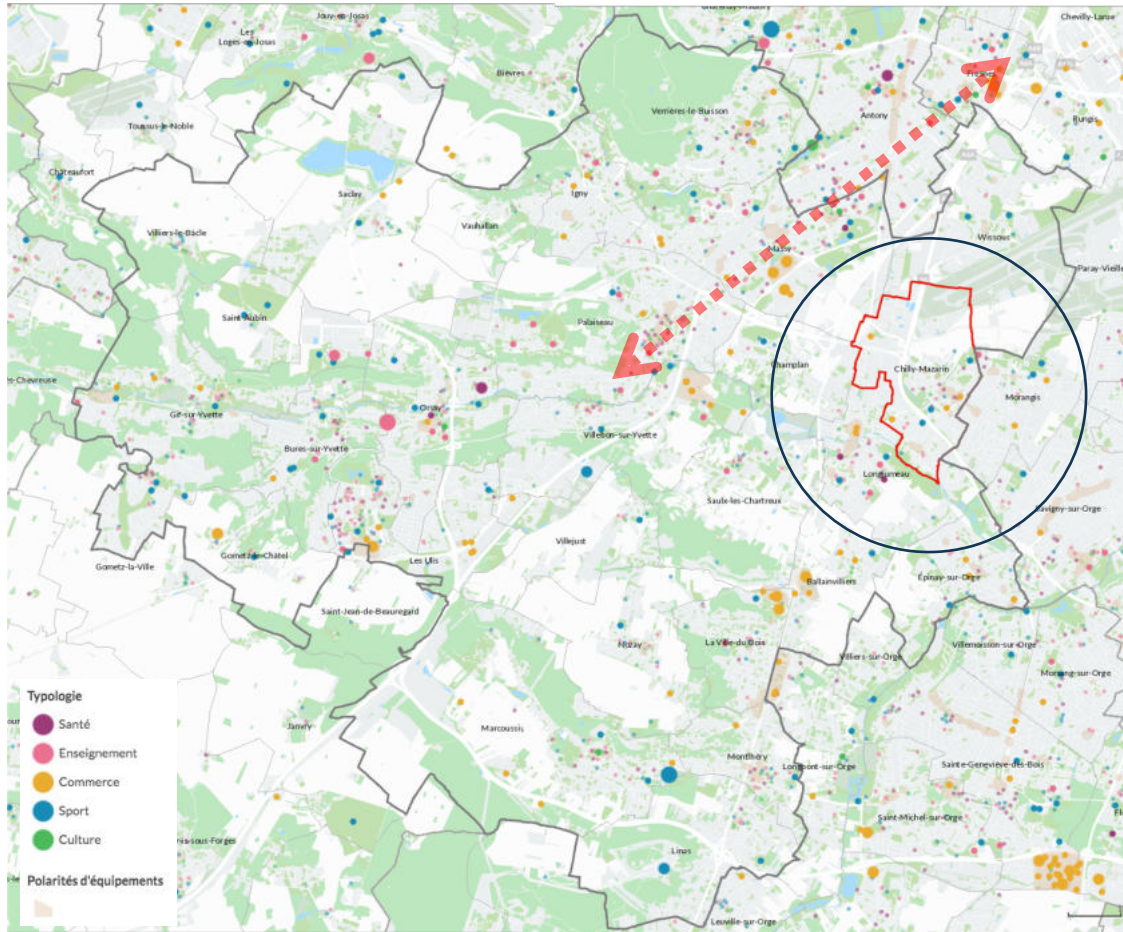 Jouy-en-Josas
Les
Loges-en-Josas
Chevilly-Larue
Bièvres
Fresnes
Verrières-le-Buisson
Antony
Rungis
Toussus-le-Noble
Châteaufort
Saclay
Igny
Vauhallan
Villiers-le-Bâcle
Massy
Wissous
Paray-Vieille
Saint-Aubin
Palaiseau
Champlan
Chilly-Mazarin
Morangis
Gif-sur-Yvette
Orsay
Villebon-sur-Yvette
Bures-sur-Yvette
Longjumeau
Saulx-les-Chartreux
Savigny-sur-Orge
Villejust
Gometz-le-Châtel
Les Ulis
Gometz-la-Ville
Ballainvilliers
Épinay-sur-Orge
Saint-Jean-de-Beauregard
Nozay
La Ville-du-Bois
Villiers-sur-Orge
Villemoisson-sur-Orge
Morsang-sur-Orge
Janvry
Marcoussis
Montlhéry
Longpont-sur-Orge
Sainte-Geneviève-des-Bois
Saint-Michel-sur-Orge
is-sous-Forges
Linas
Leuville-sur-Orge
Typologie
Santé
Enseignement
Commerce
Sport
Culture
Polarités d'équipements